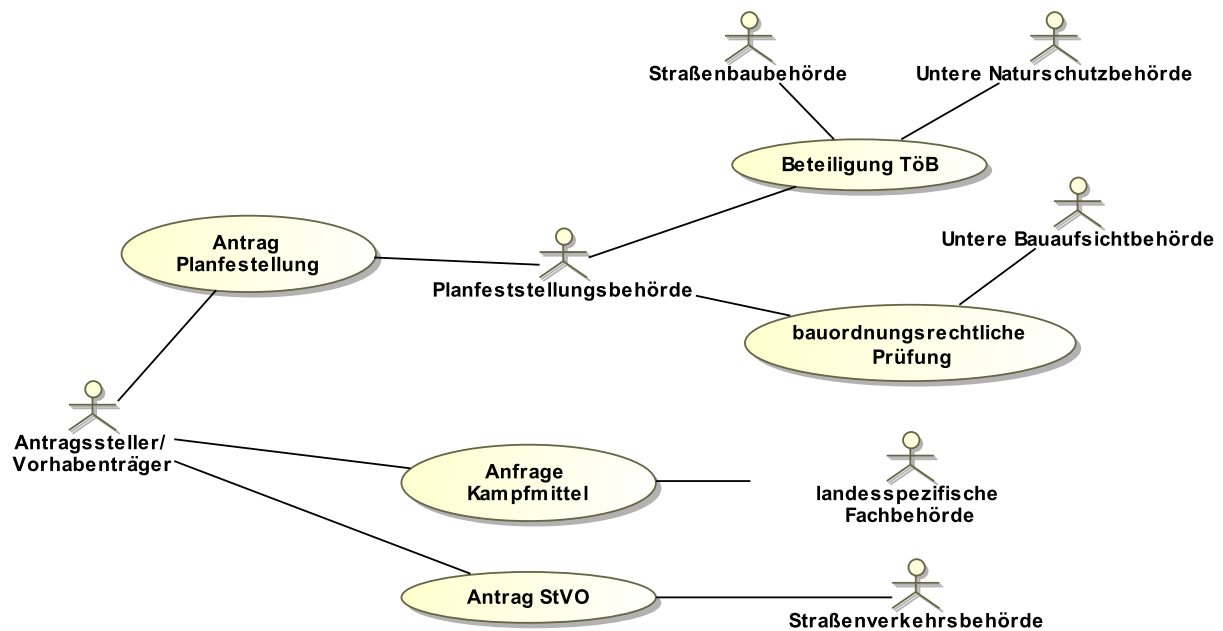 Straßenbaubehörde
Untere Naturschutzbehörde
Beteiligung TöB
Untere Bauaufsichtbehörde
Antrag
Planfestellung
Planfeststellungsbehörde
bauordnungsrechtliche
Prüfung
Antragssteller/
Vorhabenträger
Anfrage
Kampfmittel
landesspezifische
Fachbehörde
Antrag StVO
Straßenverkehrsbehörde